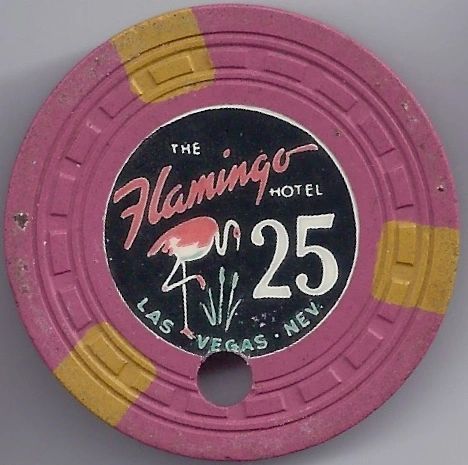 THE
Flamingo
HOTEL
25
LAS VEGAS · NEV.